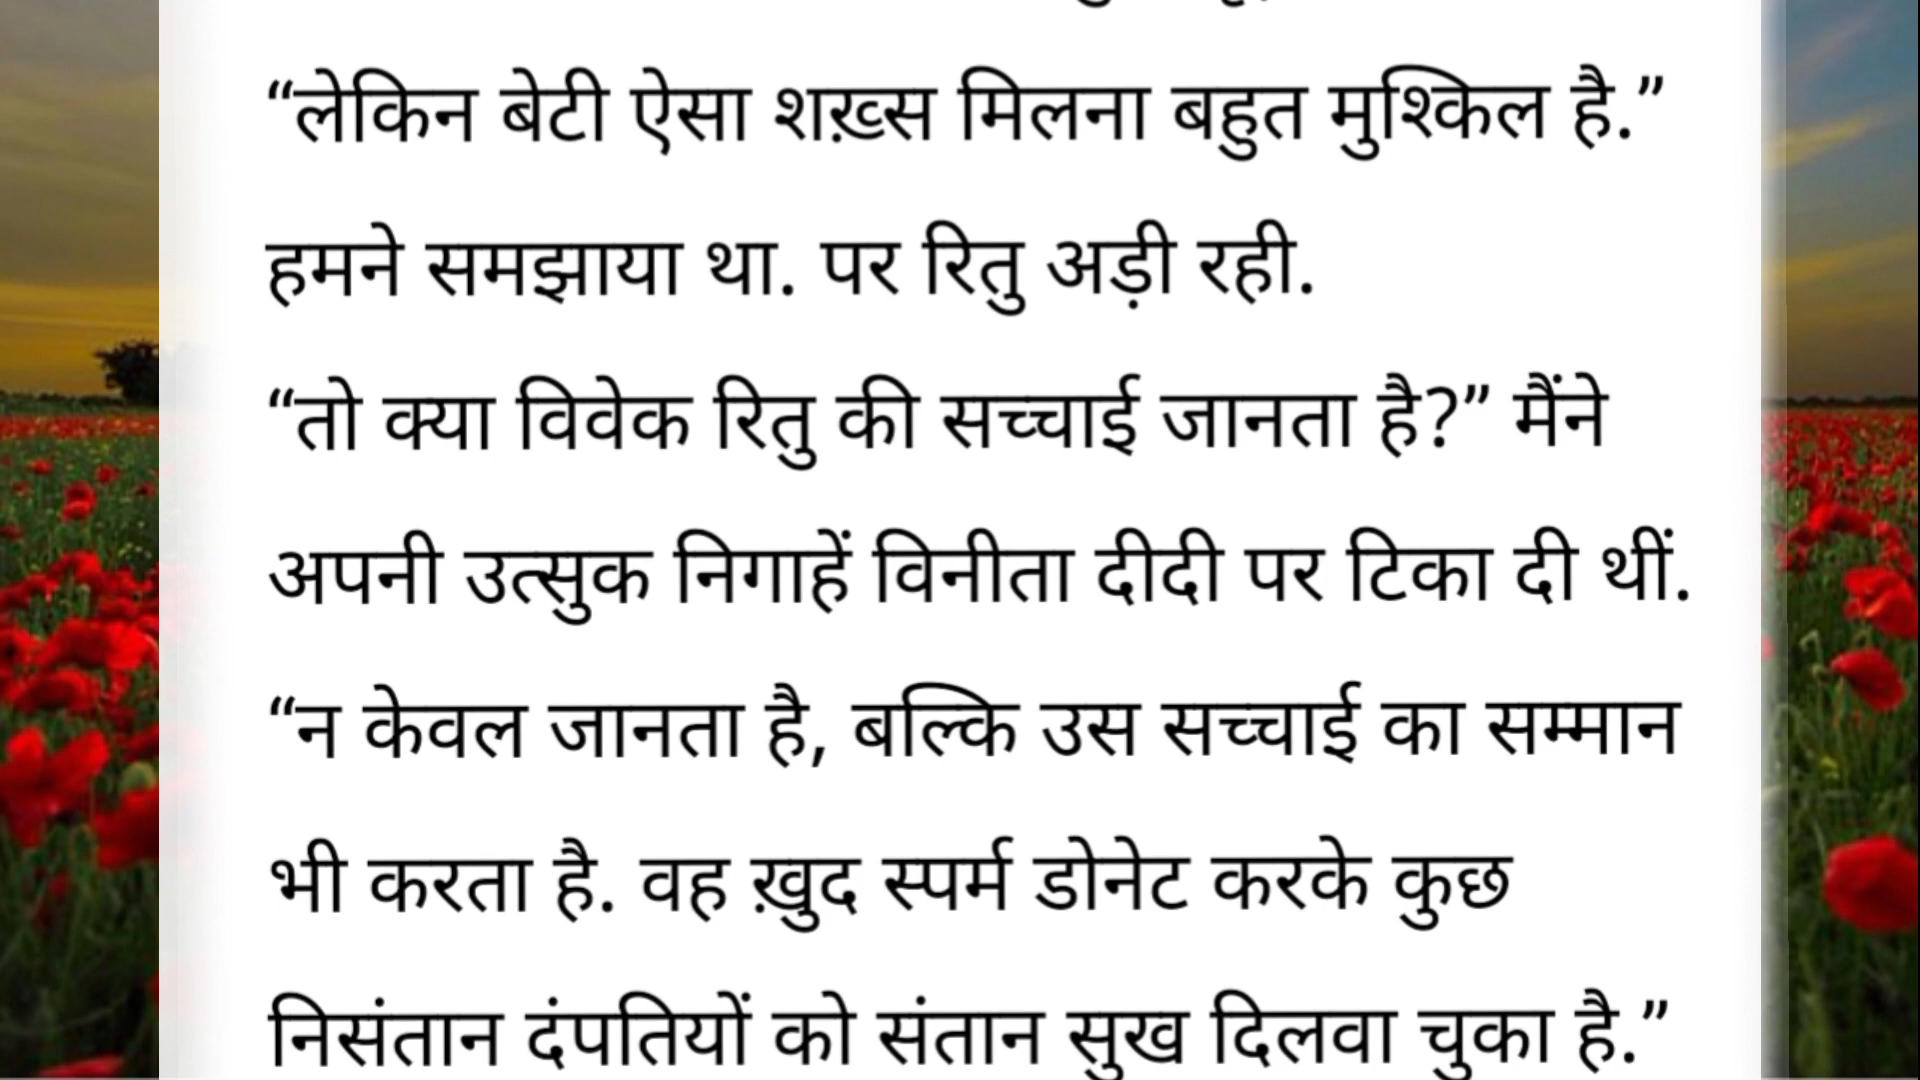 “लेकिन बेटी ऐसा शख़्स मिलना बहुत मुश्किल है.”
हमने समझाया था. पर रितु अड़ी रही.
“तो क्या विवेक रितु की सच्चाई जानता है?” मैंने
अपनी उत्सुक निगाहें विनीता दीदी पर टिका दी थीं.
“न केवल जानता है, बल्कि उस सच्चाई का सम्मान
भी करता है. वह ख़ुद स्पर्म डोनेट करके कुछ
निसंतान दंपतियों को संतान सुख दिलवा चुका है.”